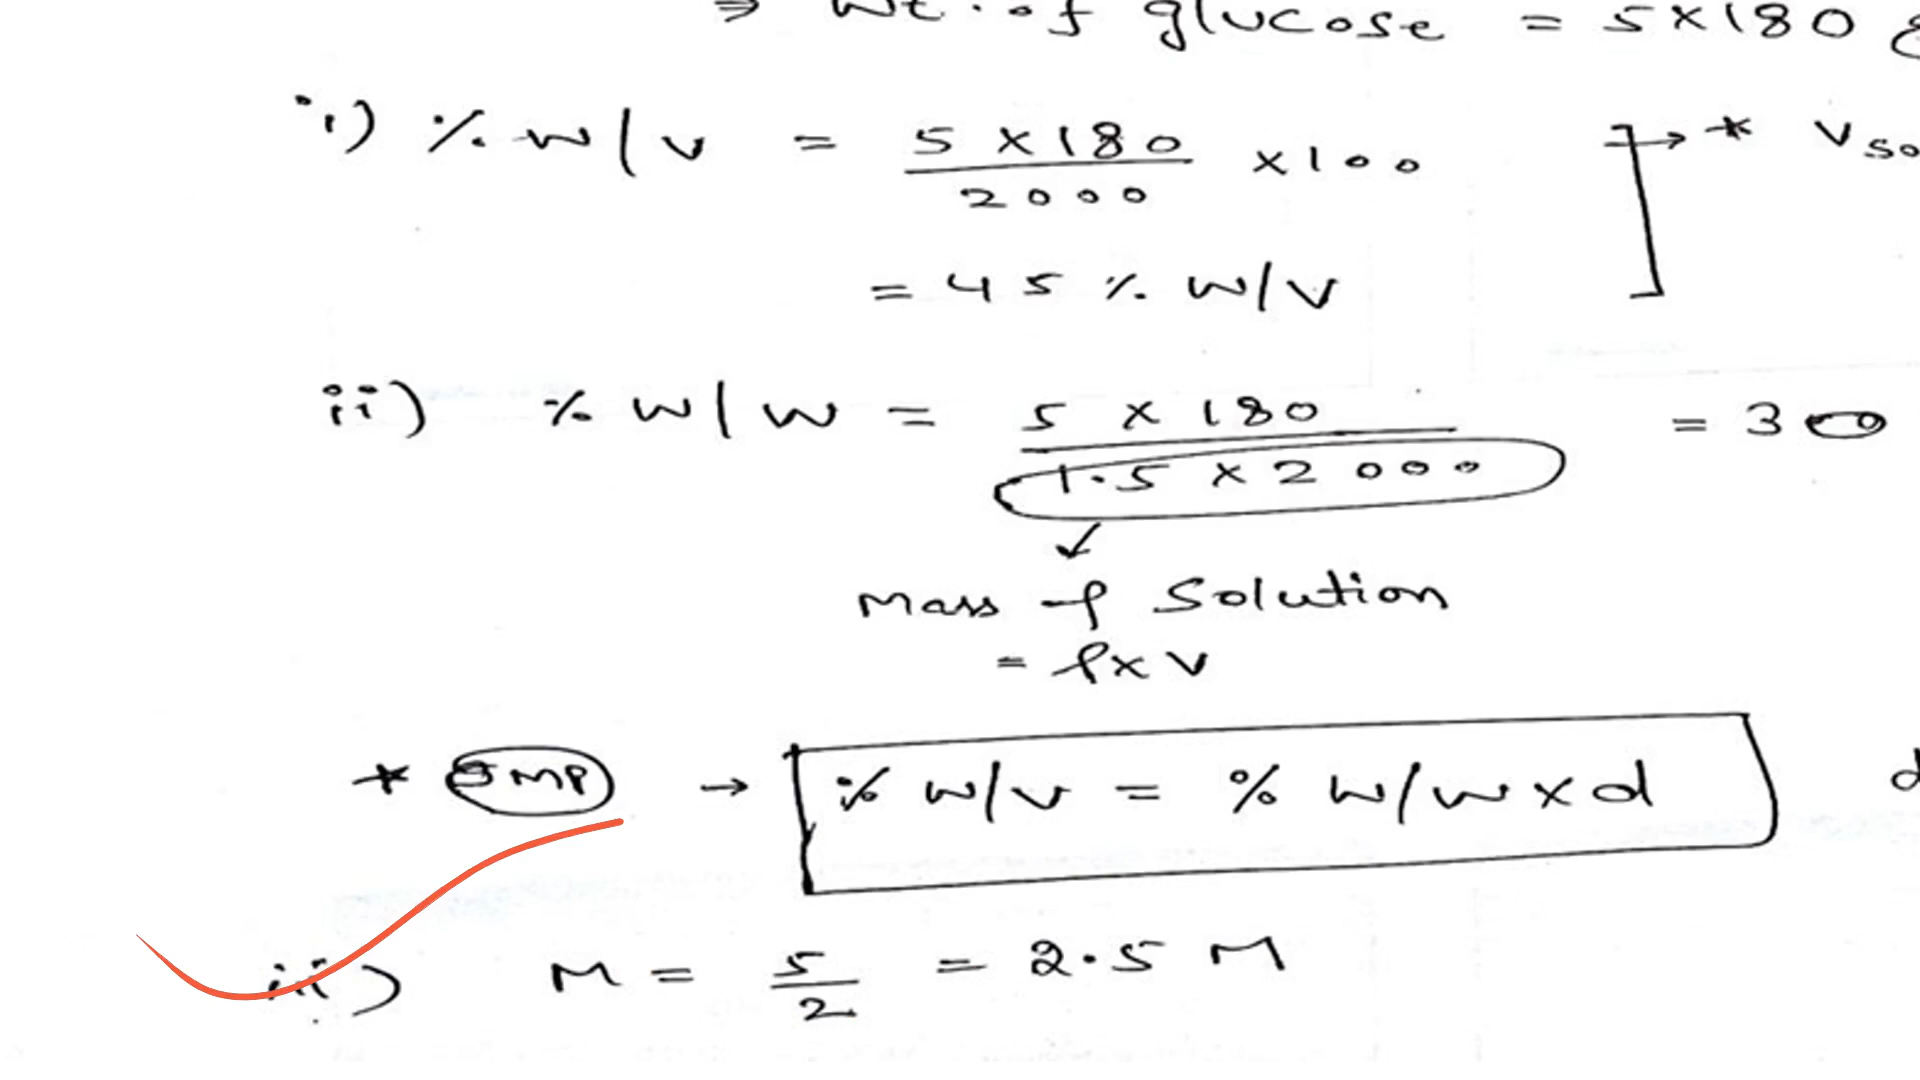 ⇒ Wt. of glucose = 5×180 g
i) % w/v = 5 × 180 / 2000 × 100 ] → * V so
= 45 % w/v
ii) % w/w = 5 × 180 / 1.5 × 2000 = 30
↙
Mass of Solution
= ρ × v
* IMP → % w/v = % w/w × d d
iii) M = 5/2 = 2.5 M